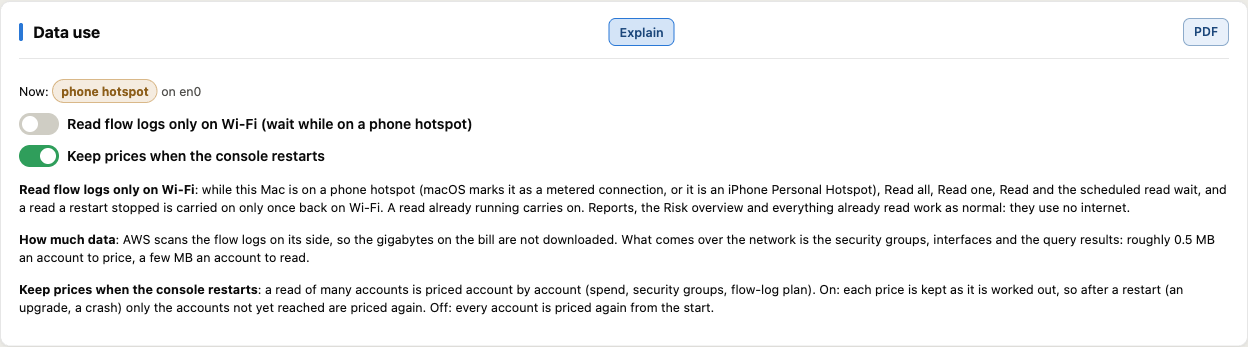 Data use
Explain
PDF
Now: phone hotspot on en0
Read flow logs only on Wi-Fi (wait while on a phone hotspot)
Keep prices when the console restarts
Read flow logs only on Wi-Fi: while this Mac is on a phone hotspot (macOS marks it as a metered connection, or it is an iPhone Personal Hotspot), Read all, Read one, Read and the scheduled read wait, and
a read a restart stopped is carried on only once back on Wi-Fi. A read already running carries on. Reports, the Risk overview and everything already read work as normal: they use no internet.
How much data: AWS scans the flow logs on its side, so the gigabytes on the bill are not downloaded. What comes over the network is the security groups, interfaces and the query results: roughly 0.5 MB
an account to price, a few MB an account to read.
Keep prices when the console restarts: a read of many accounts is priced account by account (spend, security groups, flow-log plan). On: each price is kept as it is worked out, so after a restart (an
upgrade, a crash) only the accounts not yet reached are priced again. Off: every account is priced again from the start.